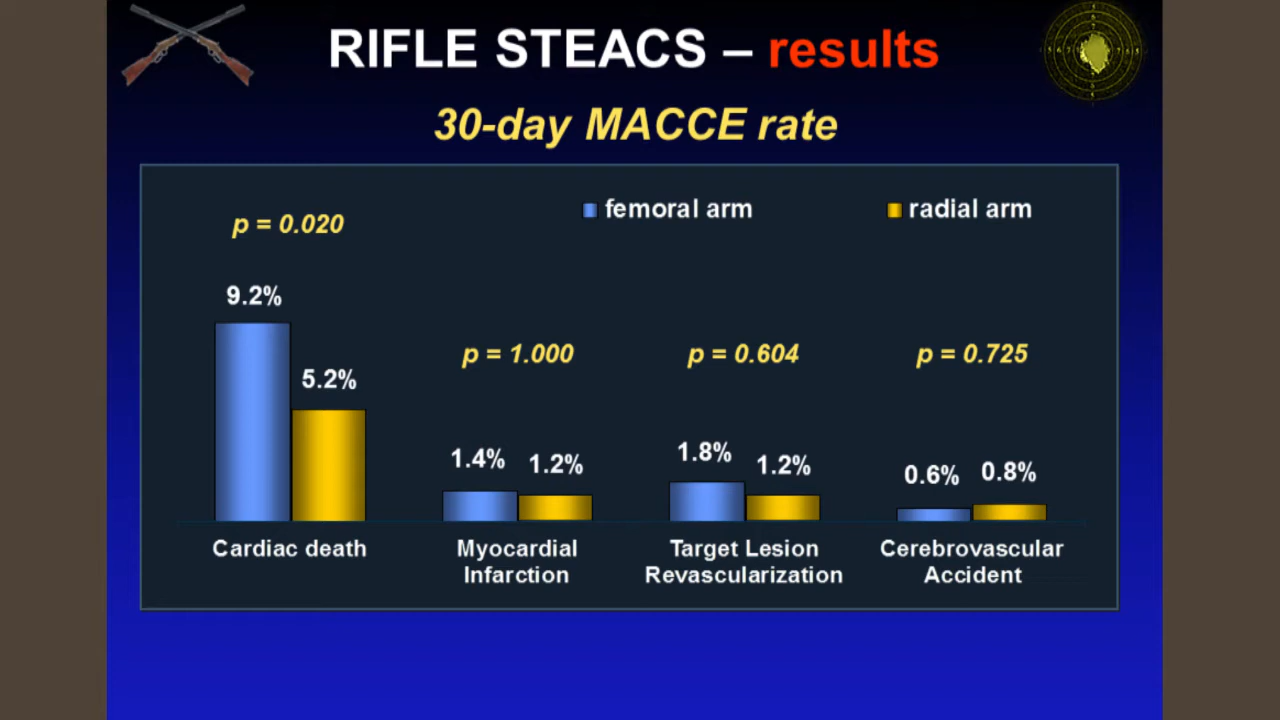 RIFLE STEACS – results
30-day MACCE rate
femoral arm
radial arm
p = 0.020
9.2%
5.2%
p = 1.000
1.4%
1.2%
p = 0.604
1.8%
1.2%
p = 0.725
0.6%
0.8%
Cardiac death
Myocardial
Infarction
Target Lesion
Revascularization
Cerebrovascular
Accident